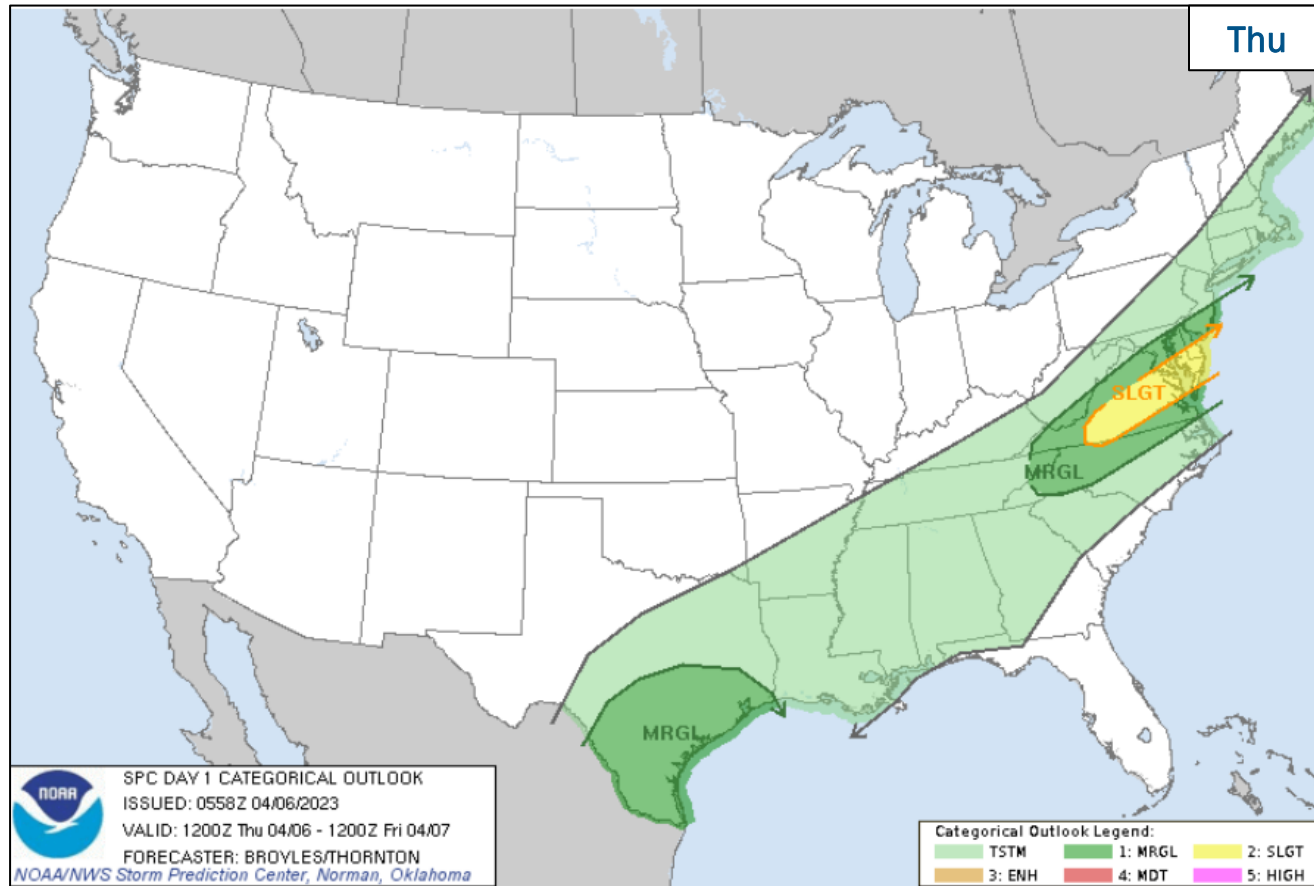 Thu
SLGT
MRGL
MRGL
NOAA
SPC DAY 1 CATEGORICAL OUTLOOK
ISSUED: 0558Z 04/06/2023
VALID: 1200Z Thu 04/06 - 1200Z Fri 04/07
FORECASTER: BROYLES/THORNTON
NOAA/NWS Storm Prediction Center, Norman, Oklahoma
Categorical Outlook Legend:
TSTM 1: MRGL 2: SLGT
3: ENH 4: MDT 5: HIGH